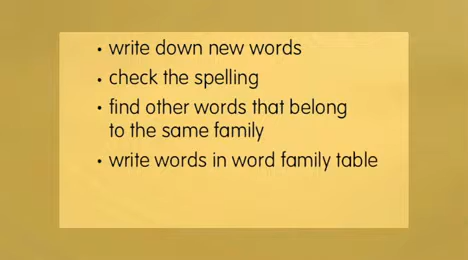 • write down new words
• check the spelling
• find other words that belong
to the same family
• write words in word family table